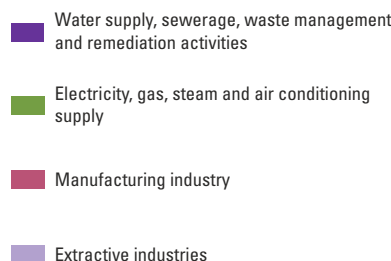 Water supply, sewerage, waste management
and remediation activities
Electricity, gas, steam and air conditioning
supply
Manufacturing industry
Extractive industries